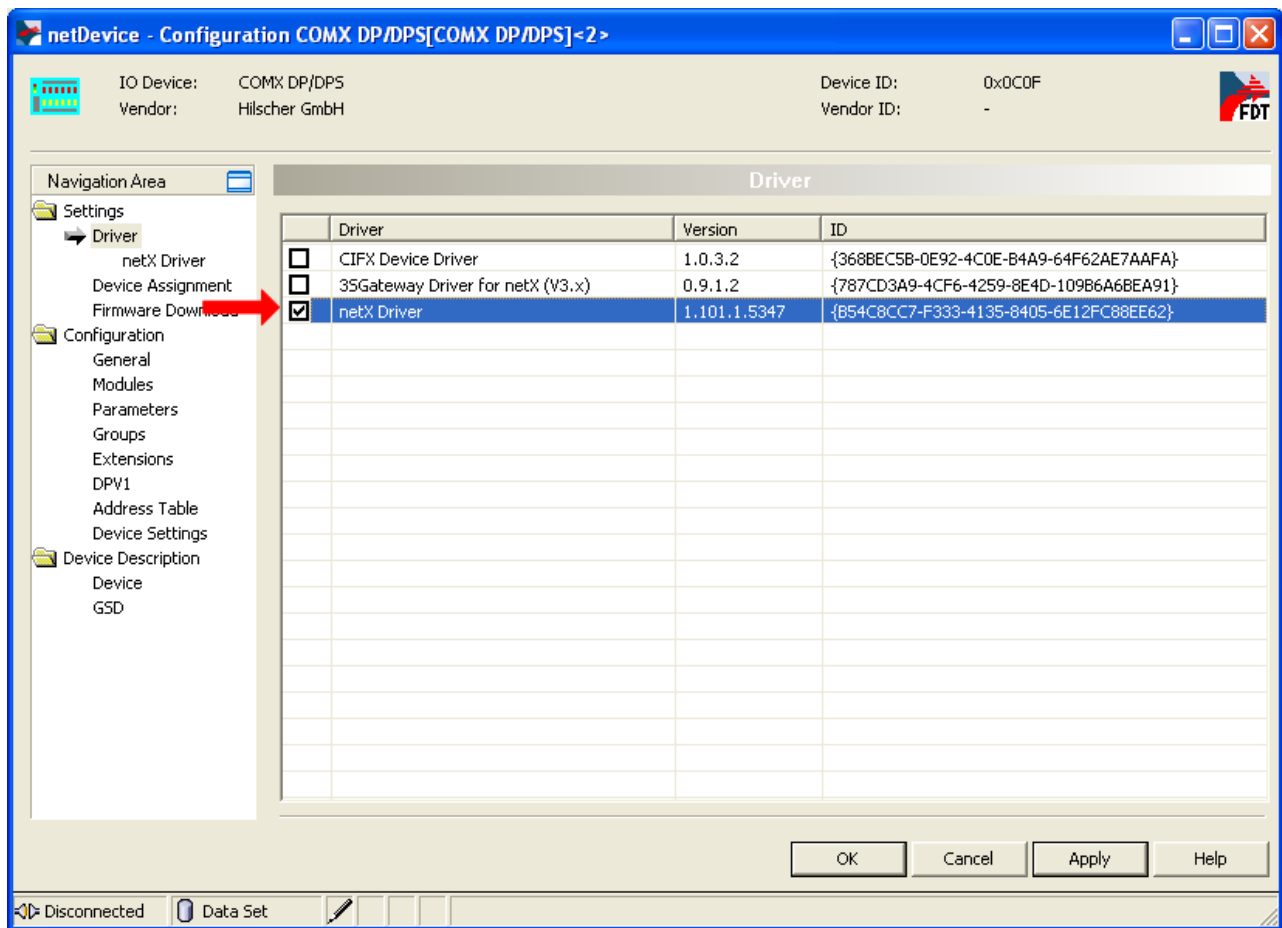 netDevice - Configuration COMX DP/DPS[COMX DP/DPS]<2>
IO Device: COMX DP/DPS Device ID: 0x0C0F
Vendor: Hilscher GmbH Vendor ID: -
FDT
Navigation Area
Settings
Driver
netX Driver
Device Assignment
Firmware Download
Configuration
General
Modules
Parameters
Groups
Extensions
DPV1
Address Table
Device Settings
Device Description
Device
GSD
Driver
Driver Version ID
CIFX Device Driver 1.0.3.2 {368BEC5B-0E92-4C0E-B4A9-64F62AE7AAFA}
3SGateway Driver for netX (V3.x) 0.9.1.2 {787CD3A9-4CF6-4259-8E4D-109B6A6BEA91}
netX Driver 1.101.1.5347 {B54C8CC7-F333-4135-8405-6E12FC88EE62}
OK Cancel Apply Help
Disconnected Data Set